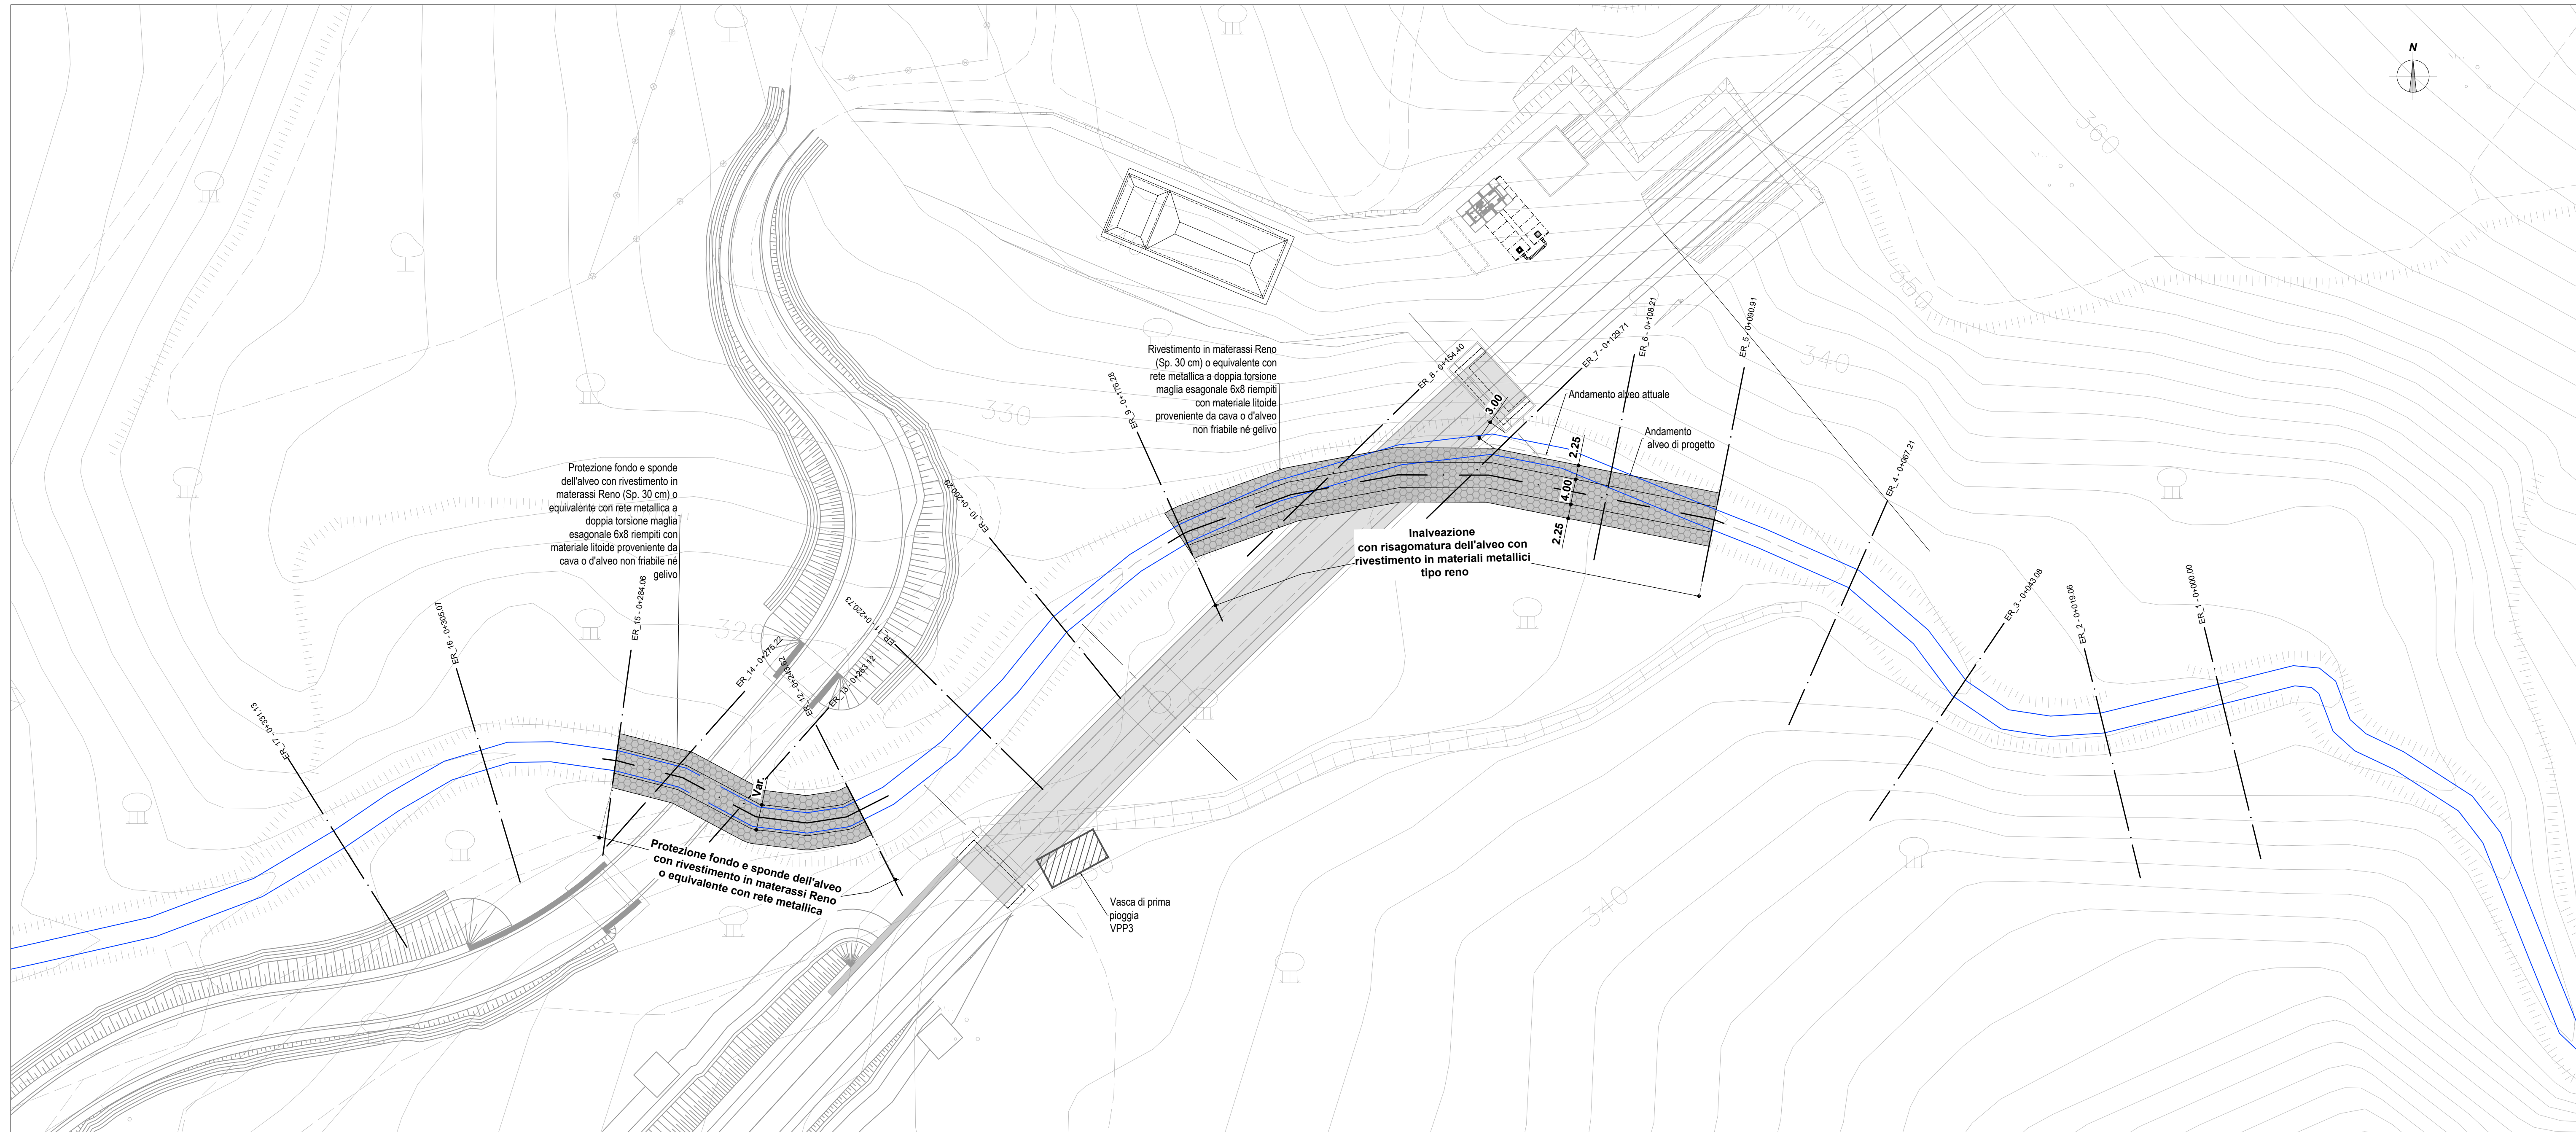 N
360
350
340
330
320
340
ER_8 - 0+154.40
ER_7 - 0+129.71
ER_6 - 0+108.21
ER_5 - 0+090.91
ER_9 - 0+176.28
Rivestimento in materassi Reno
(Sp. 30 cm) o equivalente con
rete metallica a doppia torsione
maglia esagonale 6x8 riempiti
con materiale litoide
proveniente da cava o d'alveo
non friabile né gelivo
Andamento alveo attuale
Andamento
alveo di progetto
3.00
2.25
4.00
2.25
ER_4 - 0+067.21
Protezione fondo e sponde
dell'alveo con rivestimento in
materassi Reno (Sp. 30 cm) o
equivalente con rete metallica a
doppia torsione maglia
esagonale 6x8 riempiti con
materiale litoide proveniente da
cava o d'alveo non friabile né
gelivo
ER_10 - 0+200.29
Inalveazione
con risagomatura dell'alveo con
rivestimento in materiali metallici
tipo reno
ER_3 - 0+043.08
ER_2 - 0+019.06
ER_1 - 0+000.00
ER_17 - 0+331.13
ER_16 - 0+305.07
ER_15 - 0+284.06
ER_14 - 0+275.22
ER_12 - 0+243.62
ER_13 - 0+263.12
ER_11 - 0+220.73
Var.
Protezione fondo e sponde dell'alveo
con rivestimento in materassi Reno
o equivalente con rete metallica
Vasca di prima
pioggia
VPP3